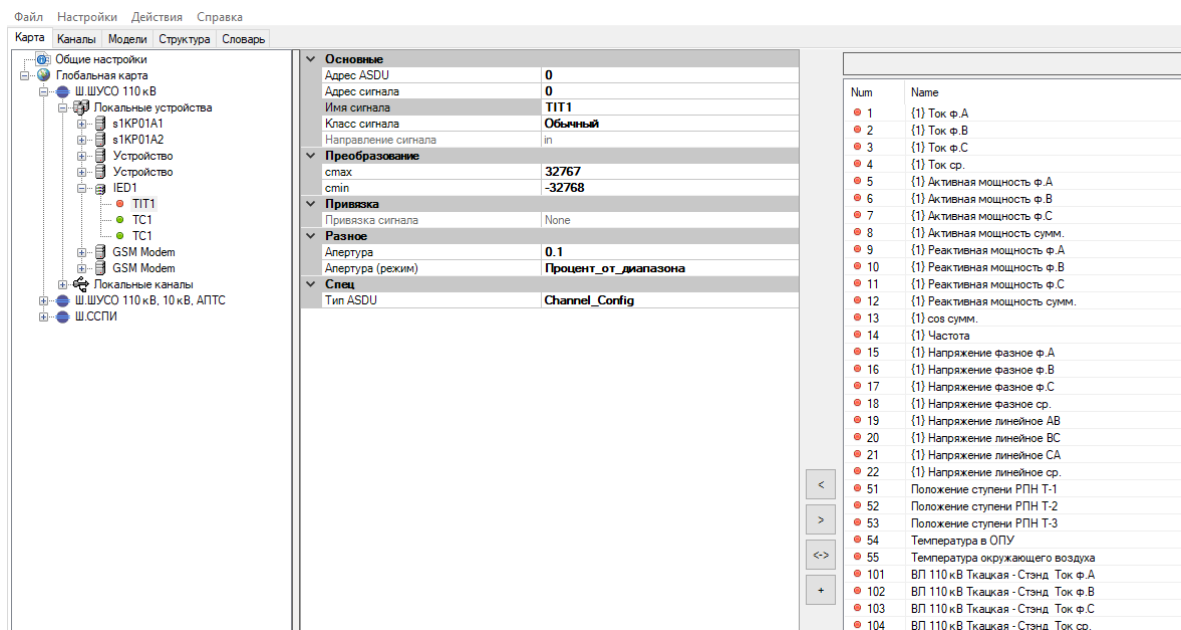 Файл Настройки Действия Справка
Карта Каналы Модели Структура Словарь
Общие настройки
Глобальная карта
Ш.ШУСО 110 кВ
Локальные устройства
s1KP01A1
s1KP01A2
Устройство
Устройство
IED1
TIT1
TC1
TC1
GSM Modem
GSM Modem
Локальные каналы
Ш.ШУСО 110 кВ, 10 кВ, АПТС
Ш.ССПИ
Основные
Адрес ASDU 0
Адрес сигнала 0
Имя сигнала TIT1
Класс сигнала Обычный
Направление сигнала in
Преобразование
cmax 32767
cmin -32768
Привязка
Привязка сигнала None
Разное
Апертура 0.1
Апертура (режим) Процент_от_диапазона
Спец
Тип ASDU Channel_Config
<
>
<->
+
Num Name
1 {1} Ток ф.А
2 {1} Ток ф.В
3 {1} Ток ф.С
4 {1} Ток ср.
5 {1} Активная мощность ф.А
6 {1} Активная мощность ф.В
7 {1} Активная мощность ф.С
8 {1} Активная мощность сумм.
9 {1} Реактивная мощность ф.А
10 {1} Реактивная мощность ф.В
11 {1} Реактивная мощность ф.С
12 {1} Реактивная мощность сумм.
13 {1} cos сумм.
14 {1} Частота
15 {1} Напряжение фазное ф.А
16 {1} Напряжение фазное ф.В
17 {1} Напряжение фазное ф.С
18 {1} Напряжение фазное ср.
19 {1} Напряжение линейное АВ
20 {1} Напряжение линейное ВС
21 {1} Напряжение линейное СА
22 {1} Напряжение линейное ср.
51 Положение ступени РПН Т-1
52 Положение ступени РПН Т-2
53 Положение ступени РПН Т-3
54 Температура в ОПУ
55 Температура окружающего воздуха
101 ВЛ 110 кВ Ткацкая - Стэнд Ток ф.А
102 ВЛ 110 кВ Ткацкая - Стэнд Ток ф.В
103 ВЛ 110 кВ Ткацкая - Стэнд Ток ф.С
104 ВЛ 110 кВ Ткацкая - Стэнд Ток ср.